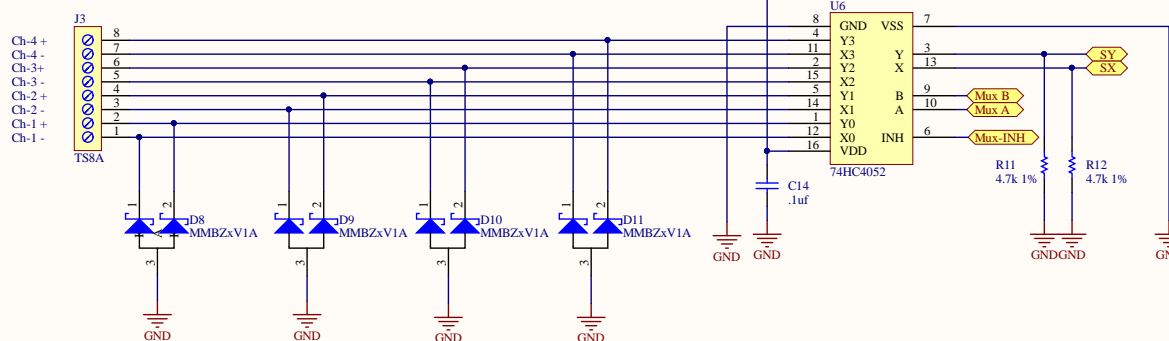 J3
Ch-4 +
Ch-4 -
Ch-3+
Ch-3 -
Ch-2 +
Ch-2 -
Ch-1 +
Ch-1 -
8
7
6
5
4
3
2
1
TS8A
U6
8 GND VSS 7
4 Y3
11 X3 Y 3
2 Y2 X 13
15 X2
5 Y1 B 9
14 X1 A 10
1 Y0
12 X0 INH 6
16 VDD
74HC4052
SY
SX
Mux B
Mux A
Mux-INH
R11
4.7k 1%
R12
4.7k 1%
C14
.1uf
1 2
D8
MMBZxV1A
A
3
GND
1 2
D9
MMBZxV1A
3
GND
1 2
D10
MMBZxV1A
3
GND
1 2
D11
MMBZxV1A
3
GND
GND
GND
GND
GND